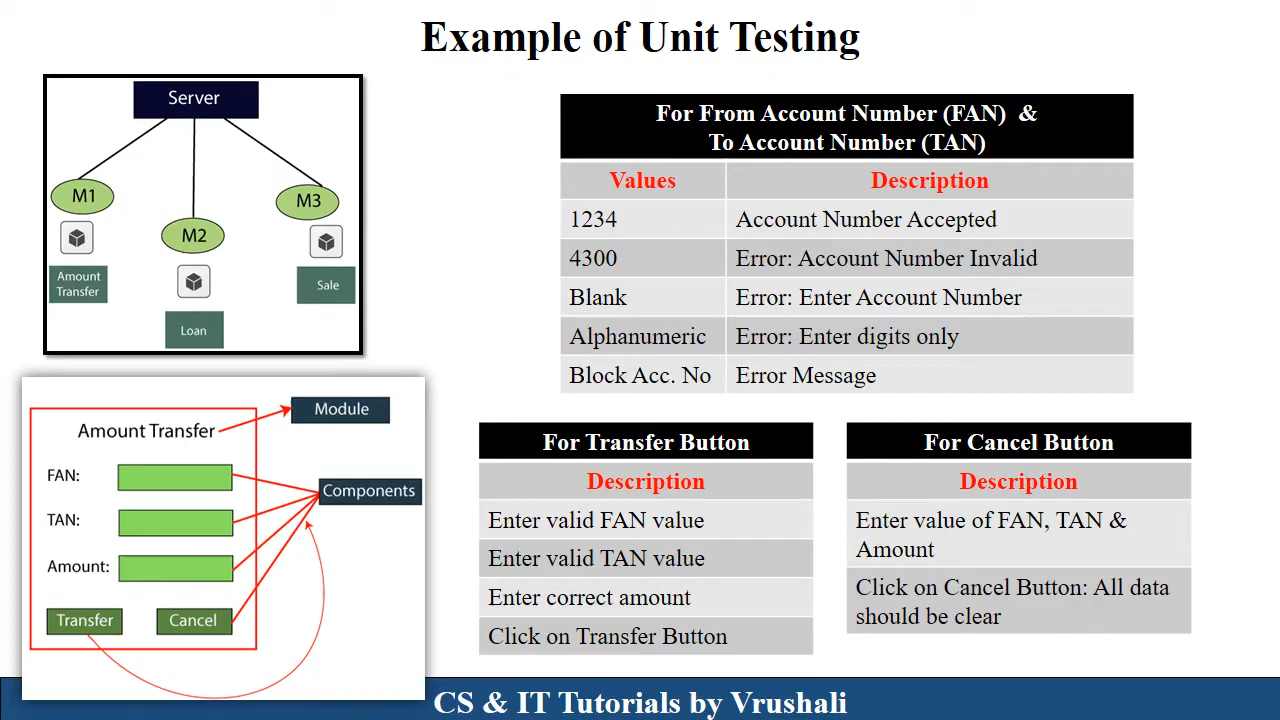 Example of Unit Testing
Server
M1
M2
M3
Amount
Transfer
Loan
Sale
Amount Transfer
Module
FAN:
TAN:
Amount:
Components
Transfer
Cancel
For From Account Number (FAN) &
To Account Number (TAN)
Values Description
1234 Account Number Accepted
4300 Error: Account Number Invalid
Blank Error: Enter Account Number
Alphanumeric Error: Enter digits only
Block Acc. No Error Message
For Transfer Button
Description
Enter valid FAN value
Enter valid TAN value
Enter correct amount
Click on Transfer Button
For Cancel Button
Description
Enter value of FAN, TAN &
Amount
Click on Cancel Button: All data
should be clear
CS & IT Tutorials by Vrushali